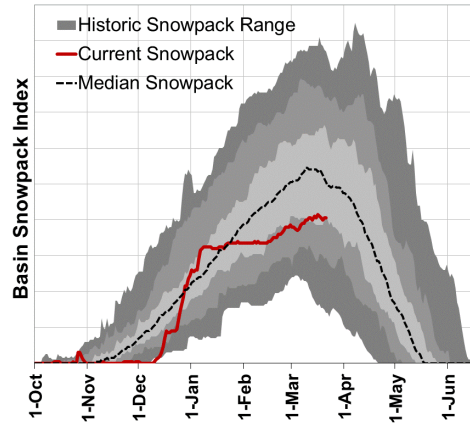 Historic Snowpack Range
Current Snowpack
Median Snowpack
Basin Snowpack Index
1-Oct
1-Nov
1-Dec
1-Jan
1-Feb
1-Mar
1-Apr
1-May
1-Jun